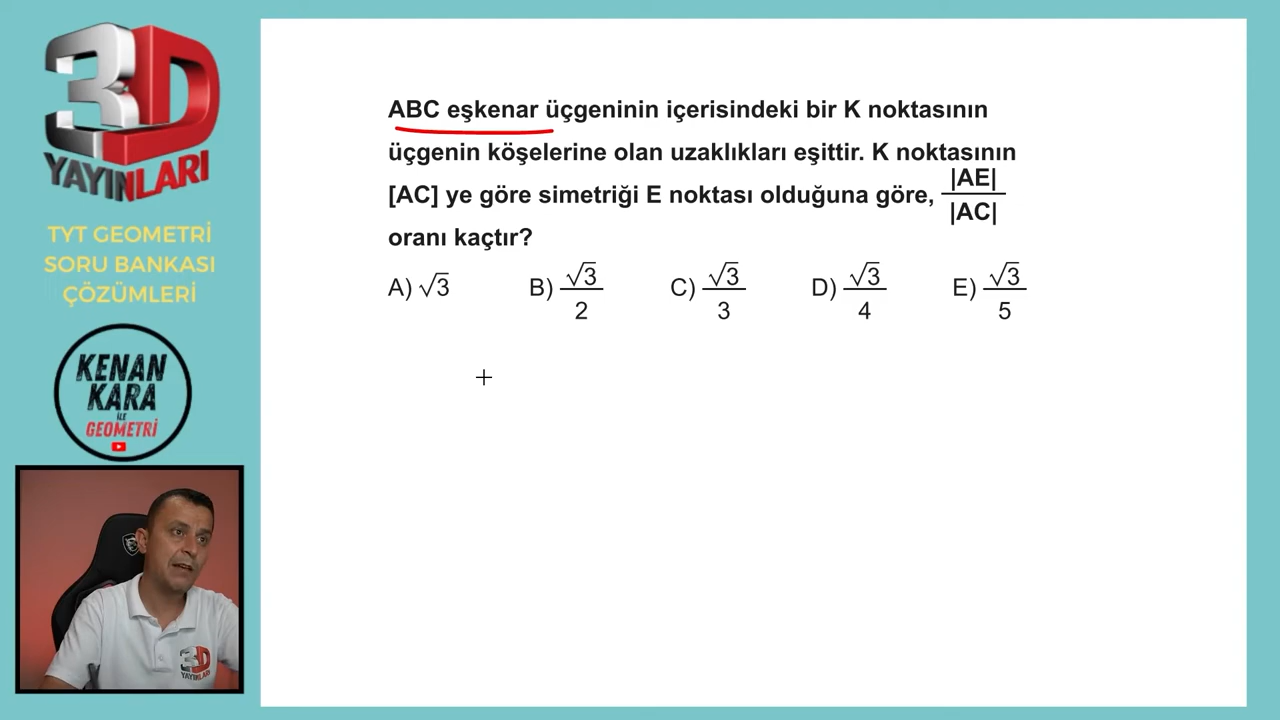 3D
YAYINLARI
TYT GEOMETRİ
SORU BANKASI
ÇÖZÜMLERİ
KENAN
KARA
İLE
GEOMETRİ
3D
YAYINLARI
ABC eşkenar üçgeninin içerisindeki bir K noktasının
üçgenin köşelerine olan uzaklıkları eşittir. K noktasının
[AC] ye göre simetriği E noktası olduğuna göre, |AE|/|AC|
oranı kaçtır?
A) √3 B) √3/2 C) √3/3 D) √3/4 E) √3/5